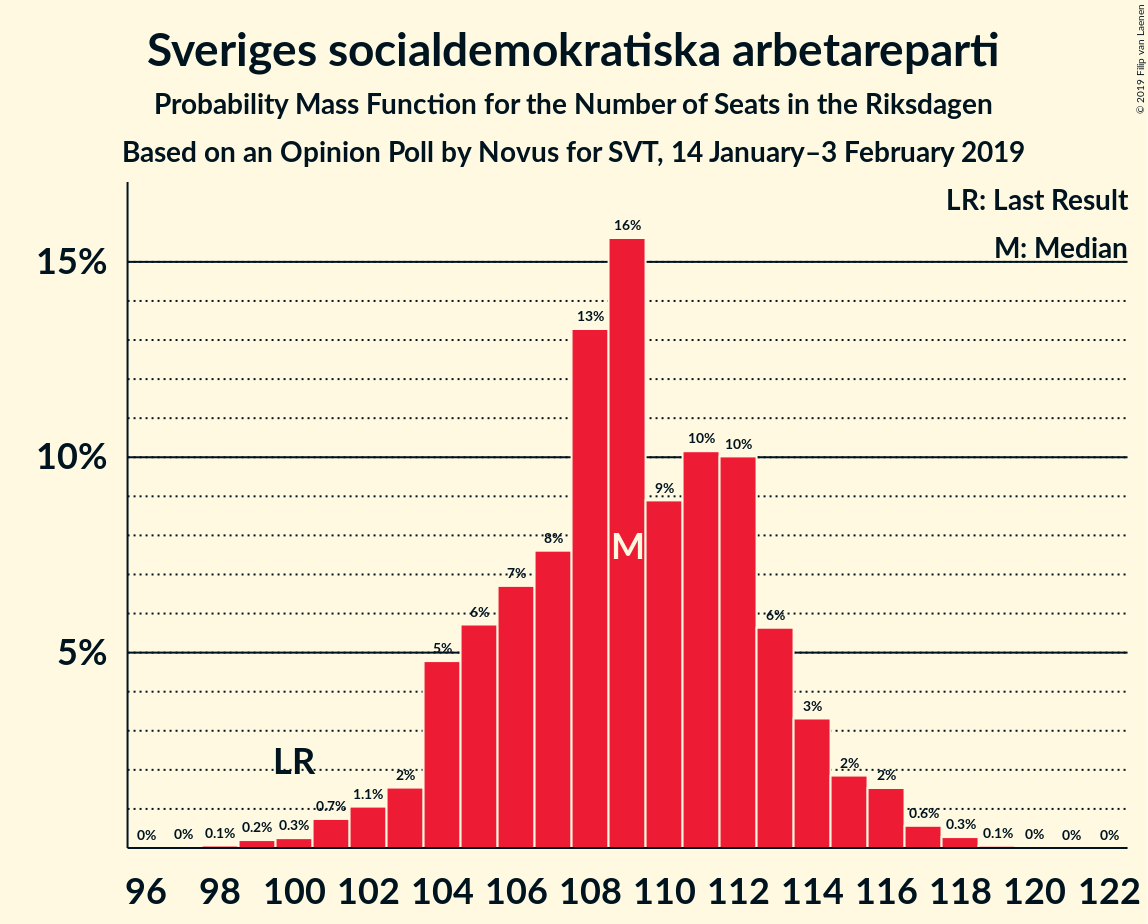 Sveriges socialdemokratiska arbetareparti
Probability Mass Function for the Number of Seats in the Riksdagen
Based on an Opinion Poll by Novus for SVT, 14 January–3 February 2019
© 2019 Filip van Laenen
LR: Last Result
M: Median
15%
10%
5%
0% 0% 0.1% 0.2% 0.3% 0.7% 1.1% 2% 5% 6% 7% 8% 13% 16% 9% 10% 10% 6% 3% 2% 2% 0.6% 0.3% 0.1% 0% 0% 0%
LR
M
96 98 100 102 104 106 108 110 112 114 116 118 120 122